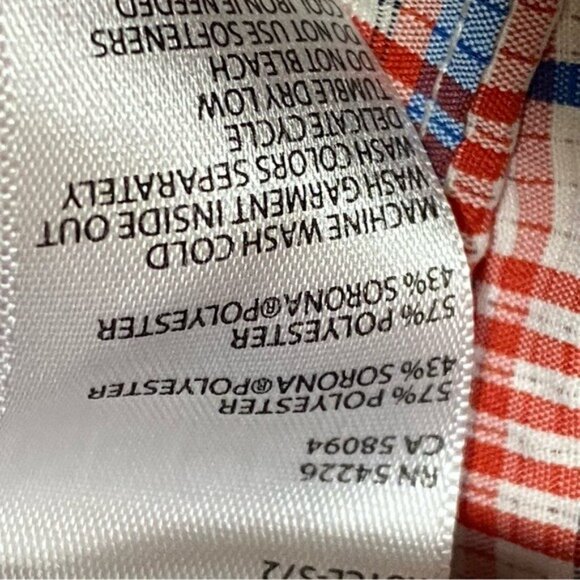 RN 54226
CA 58094
57% POLYESTER
43% SORONA®POLYESTER
57% POLYESTER
43% SORONA®POLYESTER
MACHINE WASH COLD
WASH GARMENT INSIDE OUT
WASH COLORS SEPARATELY
DELICATE CYCLE
TUMBLE DRY LOW
DO NOT BLEACH
DO NOT USE SOFTENERS
COOL IRON IF NEEDED